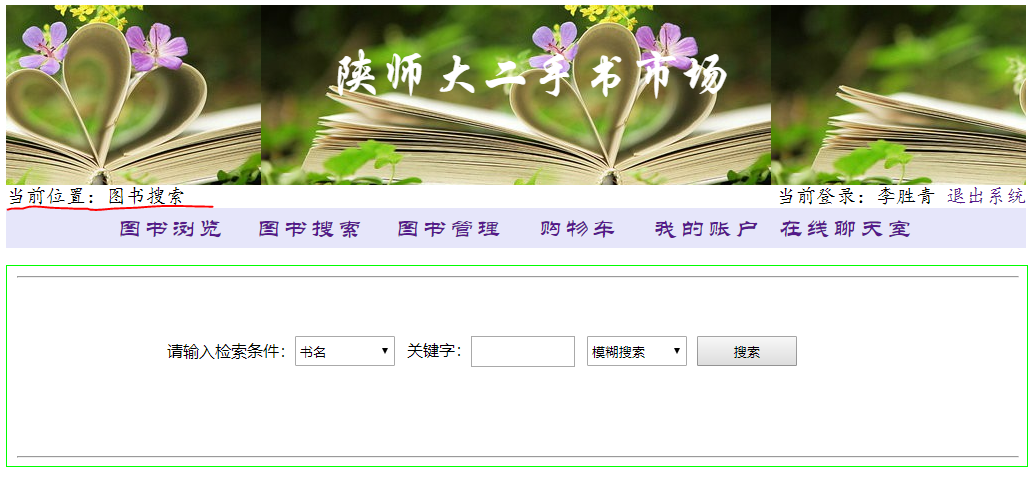 陕师大二手书市场
当前位置：图书搜索 当前登录：李胜青 退出系统
图书浏览 图书搜索 图书管理 购物车 我的账户 在线聊天室
请输入检索条件： 书名 关键字： 模糊搜索 搜索